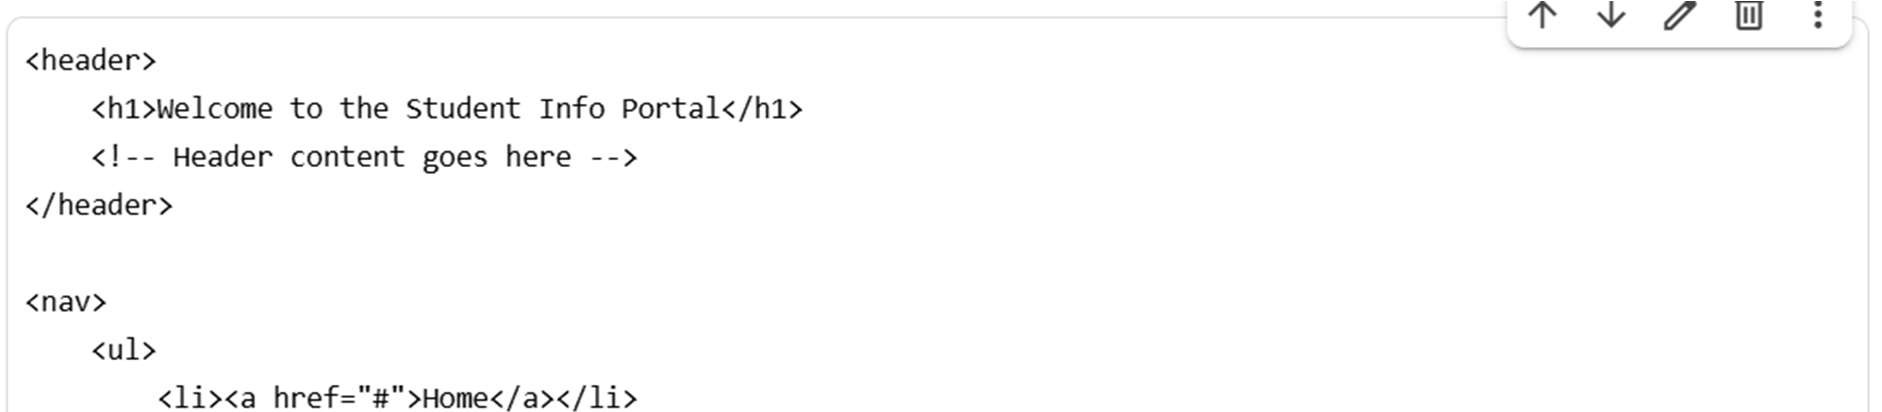 <header>
    <h1>Welcome to the Student Info Portal</h1>
    <!-- Header content goes here -->
</header>

<nav>
    <ul>
        <li><a href="#">Home</a></li>